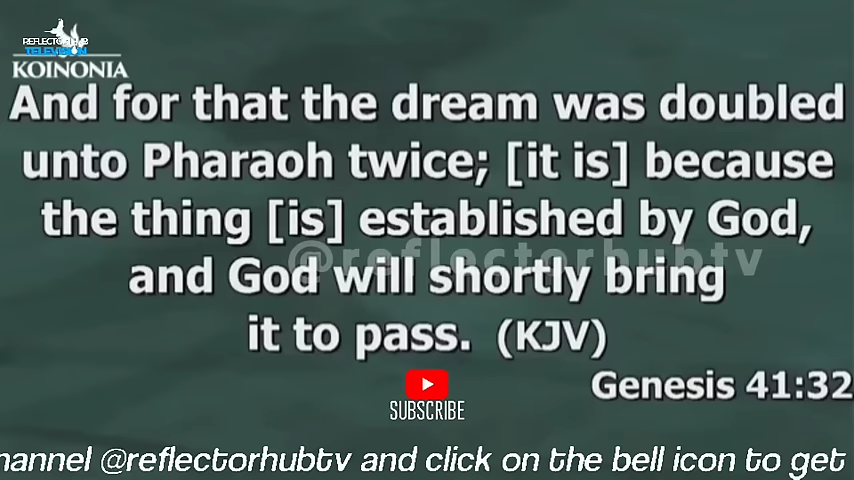 REFLECTORHUB
TELEVISION
KOINONIA
And for that the dream was doubled
unto Pharaoh twice; [it is] because
the thing [is] established by God,
@reflectorhubtv
and God will shortly bring
it to pass. (KJV)
Genesis 41:32
SUBSCRIBE
hannel @reflectorhubtv and click on the bell icon to get